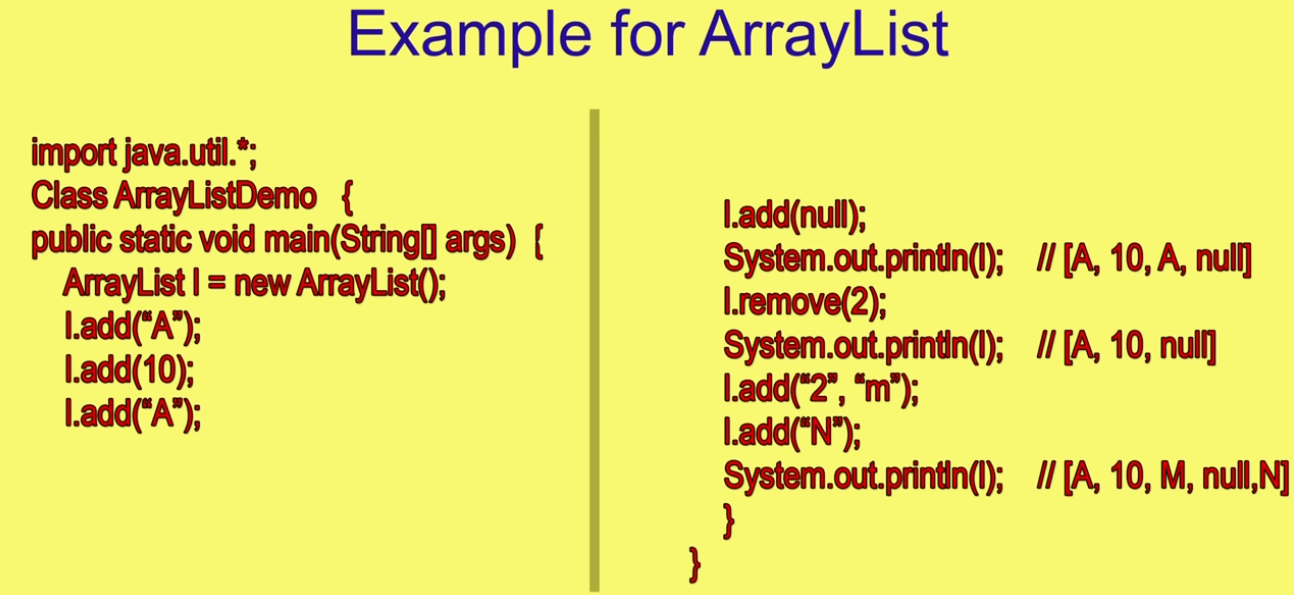 Example for ArrayList
import java.util.*;
Class ArrayListDemo {
public static void main(String[] args) {
ArrayList l = new ArrayList();
l.add(“A”);
l.add(10);
l.add(“A”);
l.add(null);
System.out.println(l); // [A, 10, A, null]
l.remove(2);
System.out.println(l); // [A, 10, null]
l.add(“2”, “m”);
l.add(“N”);
System.out.println(l); // [A, 10, M, null,N]
}
}